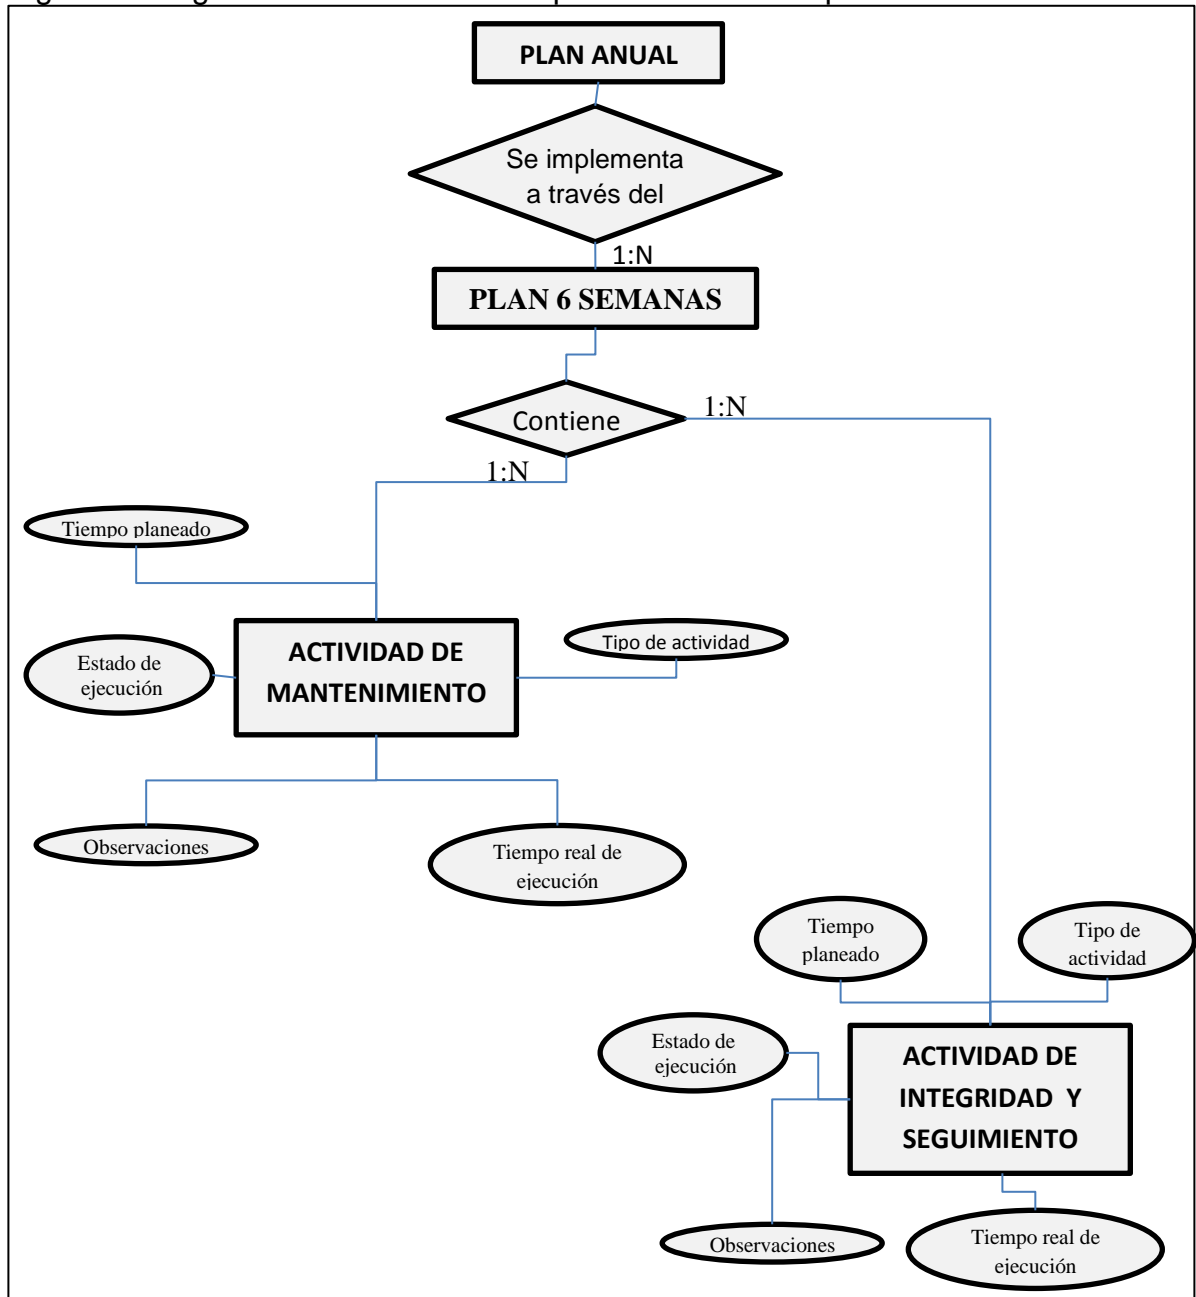 PLAN ANUAL
Se implementa
a través del
1:N
PLAN 6 SEMANAS
Contiene
1:N
1:N
Tiempo planeado
Estado de
ejecución
ACTIVIDAD DE
MANTENIMIENTO
Tipo de actividad
Observaciones
Tiempo real de
ejecución
Tiempo
planeado
Tipo de
actividad
Estado de
ejecución
ACTIVIDAD DE
INTEGRIDAD Y
SEGUIMIENTO
Observaciones
Tiempo real de
ejecución